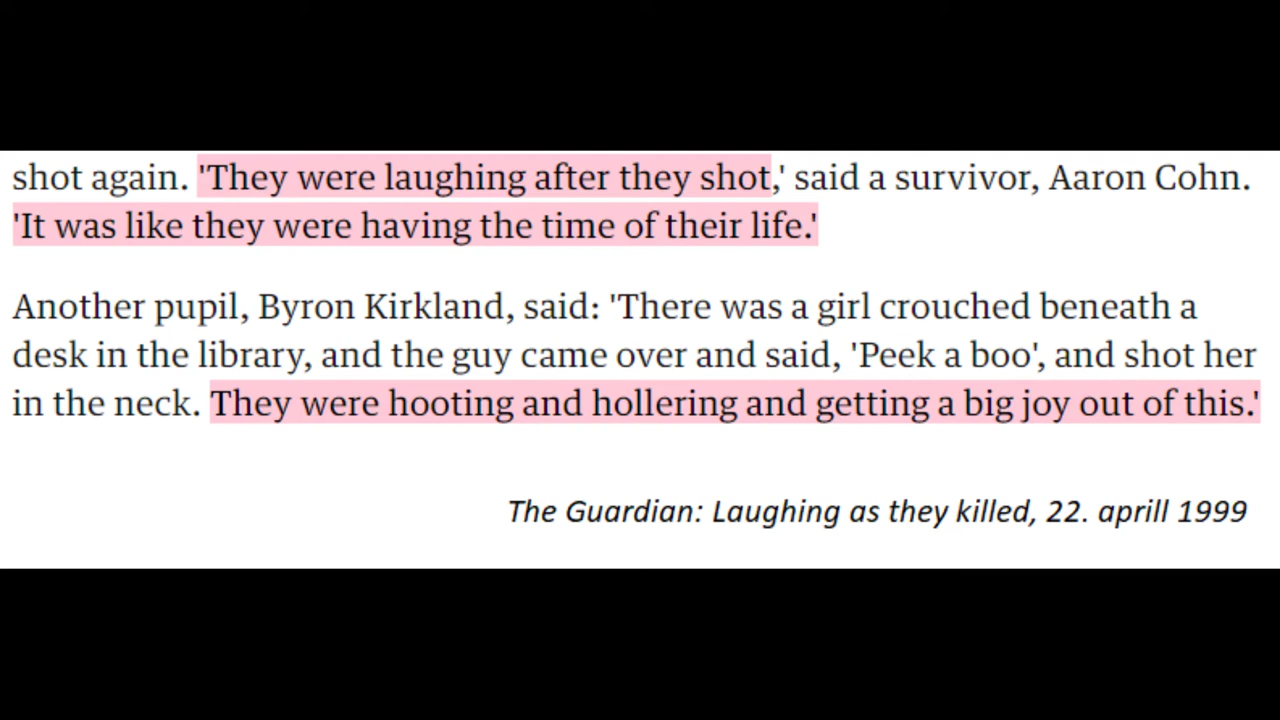 shot again. 'They were laughing after they shot,' said a survivor, Aaron Cohn.
'It was like they were having the time of their life.'
Another pupil, Byron Kirkland, said: 'There was a girl crouched beneath a
desk in the library, and the guy came over and said, 'Peek a boo', and shot her
in the neck. They were hooting and hollering and getting a big joy out of this.'
The Guardian: Laughing as they killed, 22. aprill 1999